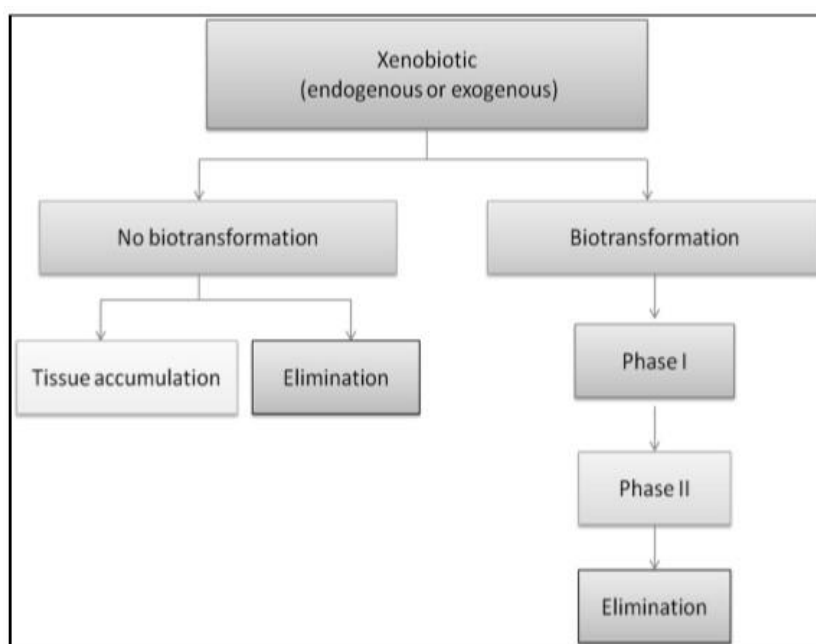 Xenobiotic
(endogenous or exogenous)
No biotransformation
Biotransformation
Tissue accumulation
Elimination
Phase I
Phase II
Elimination